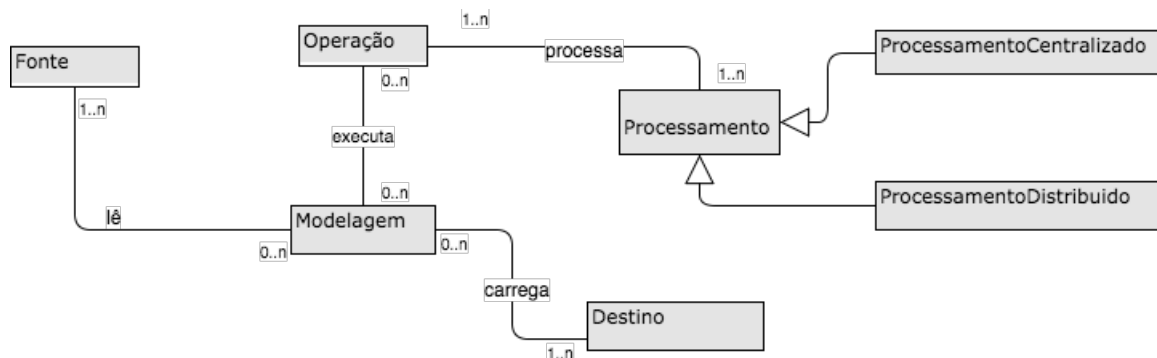 1..n
Operação
processa
ProcessamentoCentralizado
Fonte
0..n
1..n
1..n
Processamento
executa
0..n
ProcessamentoDistribuido
lê
Modelagem
0..n
0..n
carrega
Destino
1..n